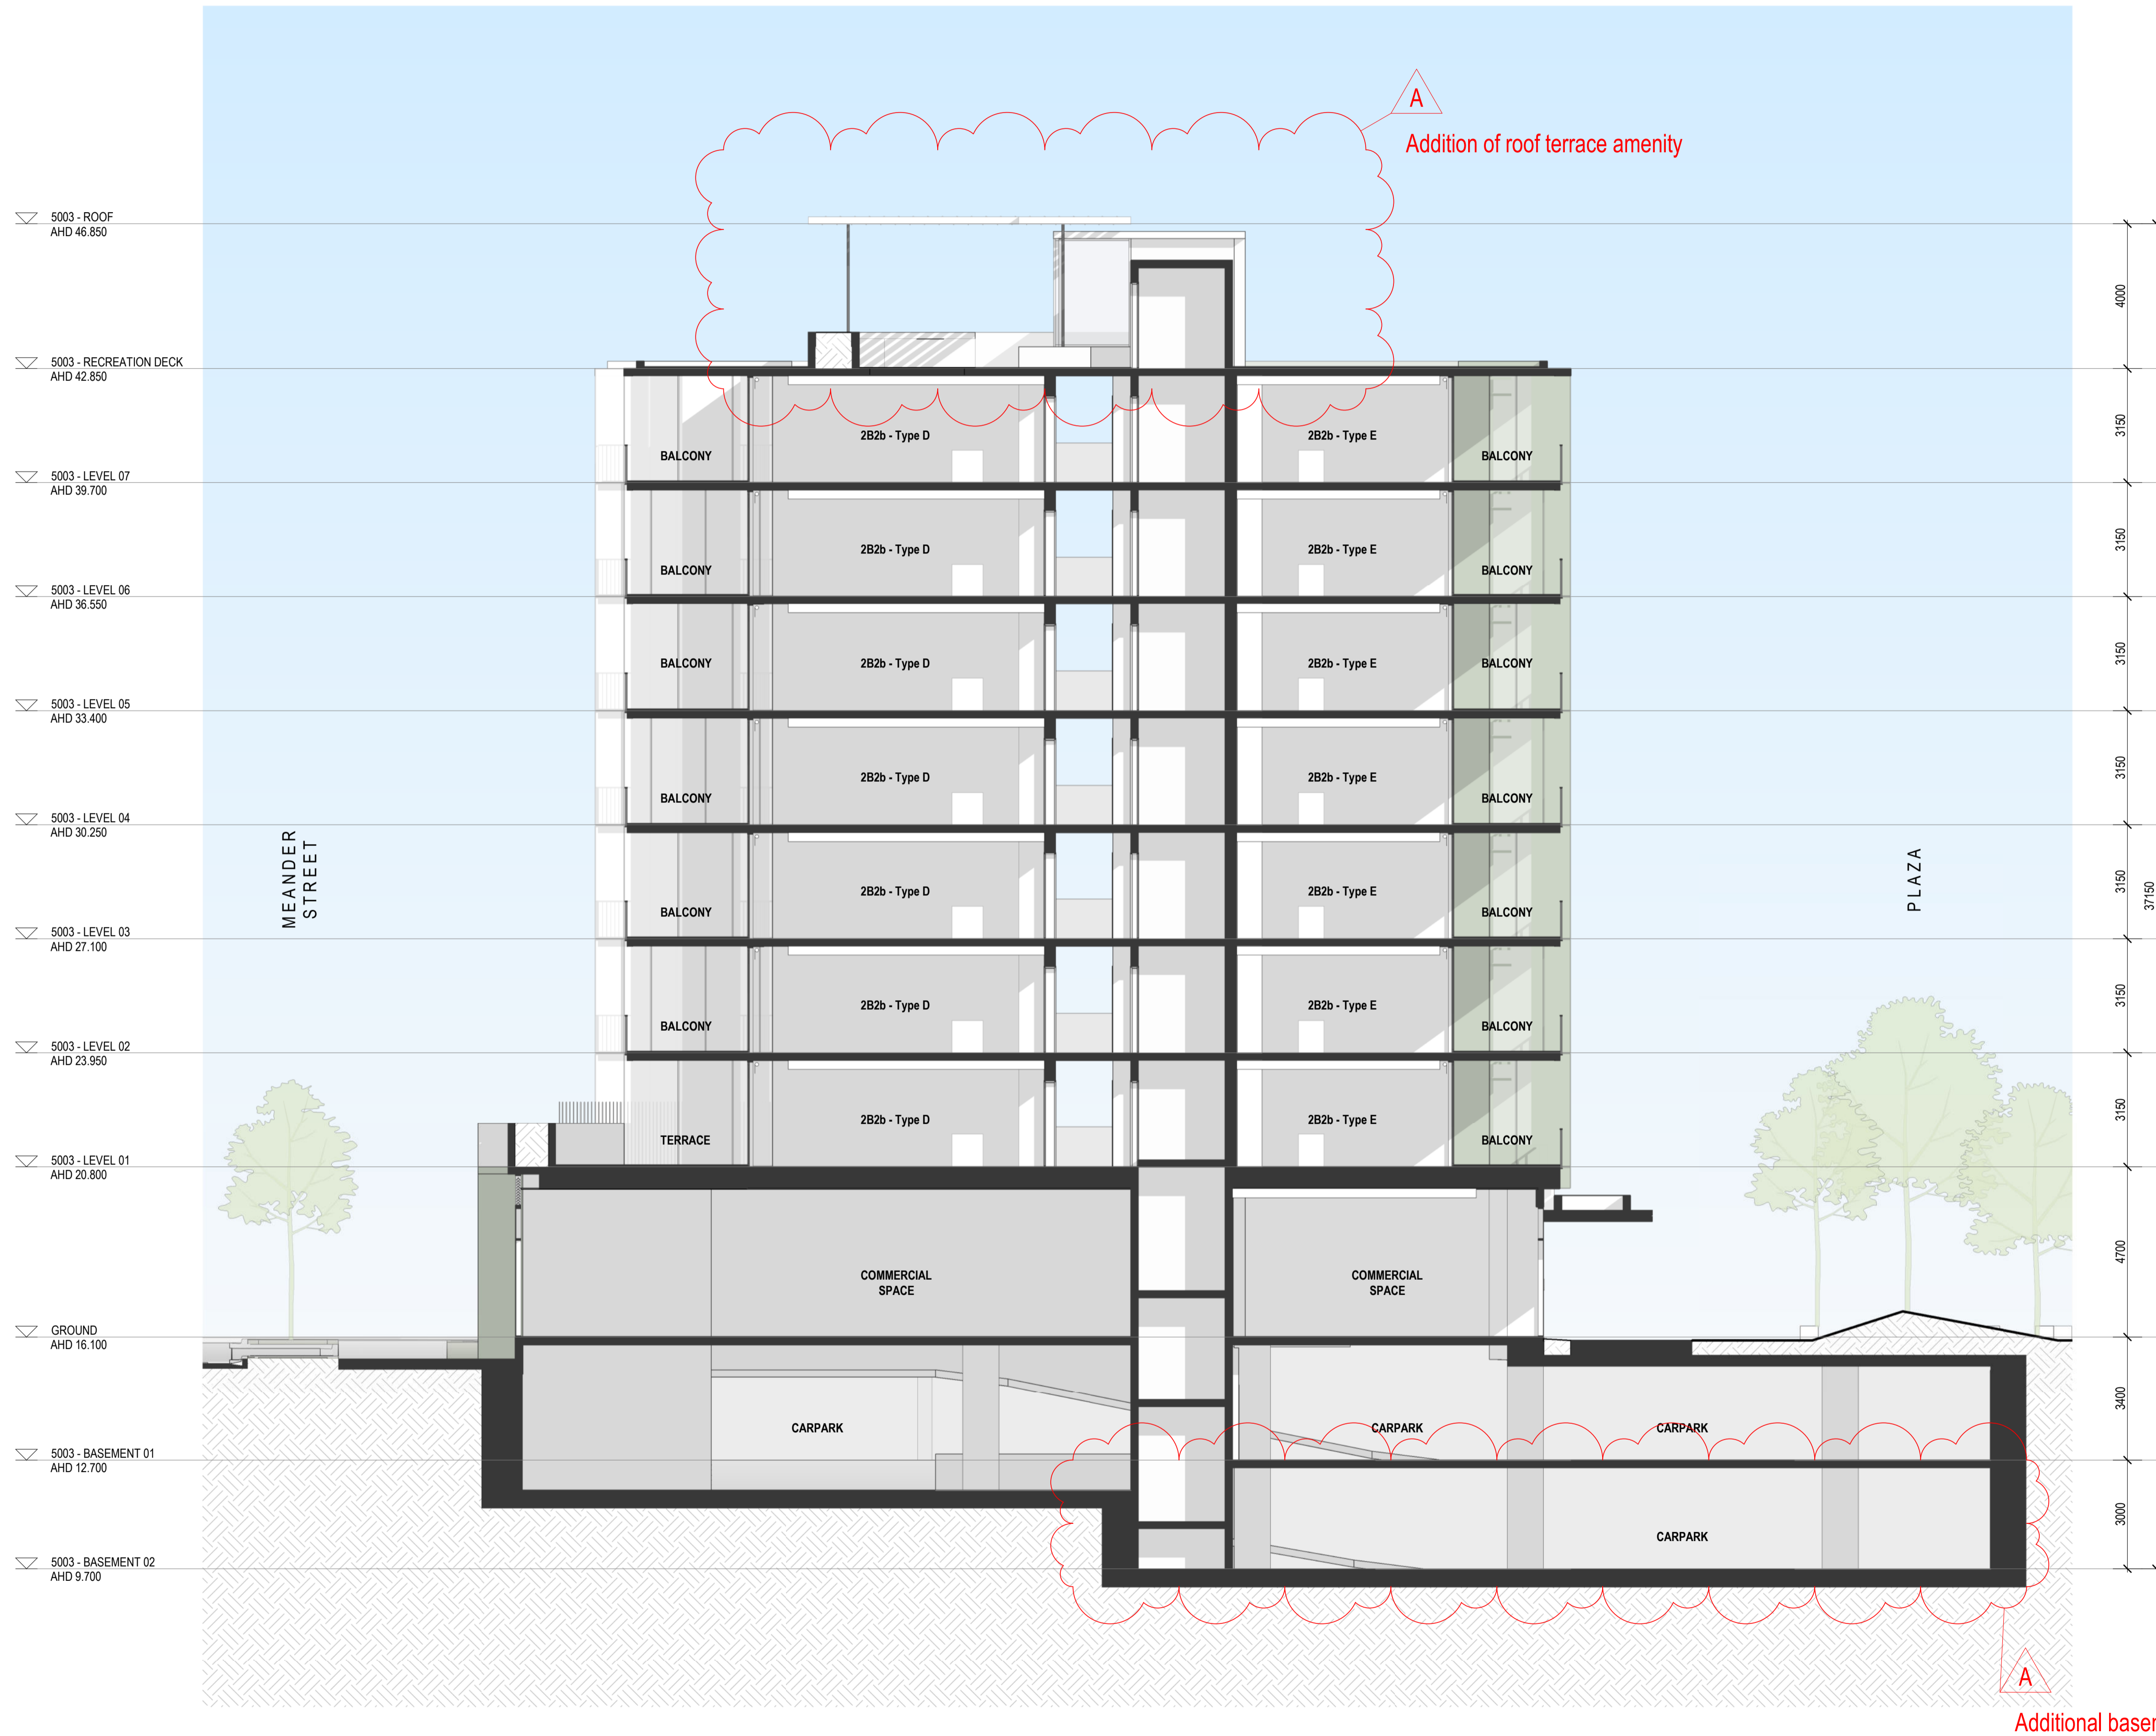 A
Addition of roof terrace amenity
5003 - ROOF
AHD 46.850
4000
5003 - RECREATION DECK
AHD 42.850
3150
2B2b - Type D
2B2b - Type E
BALCONY
BALCONY
5003 - LEVEL 07
AHD 39.700
3150
2B2b - Type D
2B2b - Type E
BALCONY
BALCONY
5003 - LEVEL 06
AHD 36.550
3150
2B2b - Type D
2B2b - Type E
BALCONY
BALCONY
5003 - LEVEL 05
AHD 33.400
3150
2B2b - Type D
2B2b - Type E
BALCONY
BALCONY
5003 - LEVEL 04
AHD 30.250
MEANDER
STREET
PLAZA
3150
37150
2B2b - Type D
2B2b - Type E
BALCONY
BALCONY
5003 - LEVEL 03
AHD 27.100
3150
2B2b - Type D
2B2b - Type E
BALCONY
BALCONY
5003 - LEVEL 02
AHD 23.950
3150
2B2b - Type D
2B2b - Type E
TERRACE
BALCONY
5003 - LEVEL 01
AHD 20.800
4700
COMMERCIAL
SPACE
COMMERCIAL
SPACE
GROUND
AHD 16.100
3400
CARPARK
CARPARK
CARPARK
5003 - BASEMENT 01
AHD 12.700
3000
CARPARK
5003 - BASEMENT 02
AHD 9.700
A
Additional